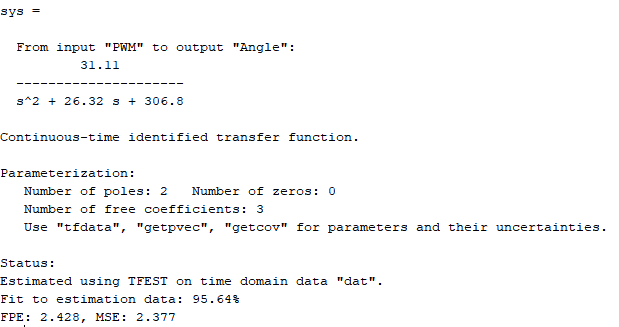 sys =
From input "PWM" to output "Angle":
31.11
---------------------
s^2 + 26.32 s + 306.8
Continuous-time identified transfer function.
Parameterization:
Number of poles: 2   Number of zeros: 0
Number of free coefficients: 3
Use "tfdata", "getpvec", "getcov" for parameters and their uncertainties.
Status:
Estimated using TFEST on time domain data "dat".
Fit to estimation data: 95.64%
FPE: 2.428, MSE: 2.377